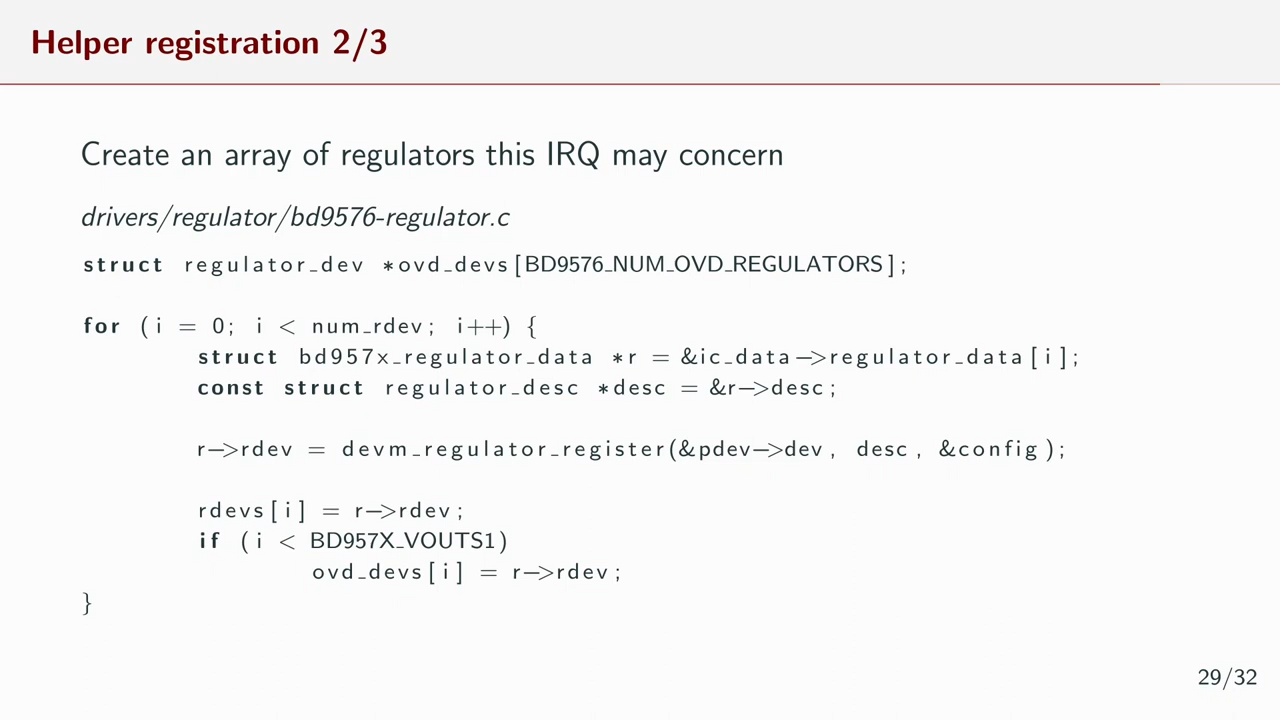 Helper registration 2/3
Create an array of regulators this IRQ may concern
drivers/regulator/bd9576-regulator.c
struct regulator_dev *ovd_devs[BD9576_NUM_OVD_REGULATORS];
for (i = 0; i < num_rdev; i++) {
struct bd957x_regulator_data *r = &ic_data->regulator_data[i];
const struct regulator_desc *desc = &r->desc;
r->rdev = devm_regulator_register(&pdev->dev, desc, &config);
rdevs[i] = r->rdev;
if (i < BD957X_VOUTS1)
ovd_devs[i] = r->rdev;
}
29/32